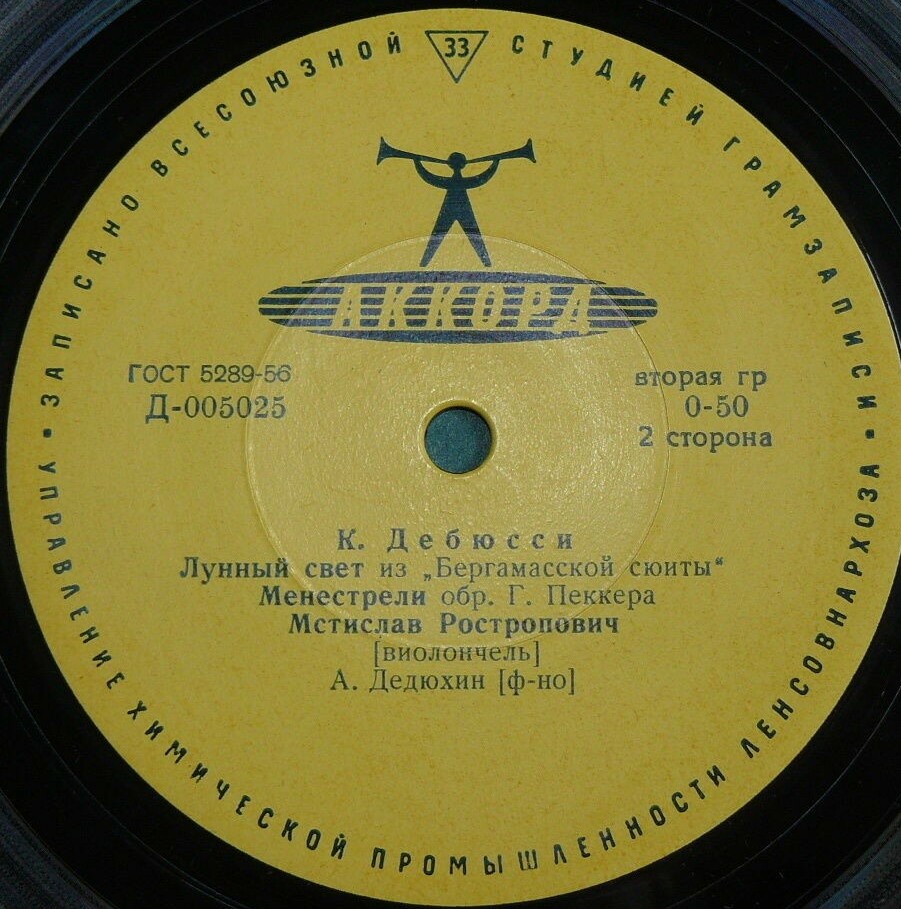 ЗАПИСАНО ВСЕСОЮЗНОЙ 33 СТУДИЕЙ ГРАМЗАПИСИ
АККОРД
ГОСТ 5289-56
Д-005025
вторая гр
0-50
2 сторона
К. Дебюсси
Лунный свет из „Бергамасской сюиты“
Менестрели обр. Г. Пеккера
Мстислав Ростропович
[виолончель]
А. Дедюхин [ф-но]
УПРАВЛЕНИЕ ХИМИЧЕСКОЙ ПРОМЫШЛЕННОСТИ ЛЕНСОВНАРХОЗА